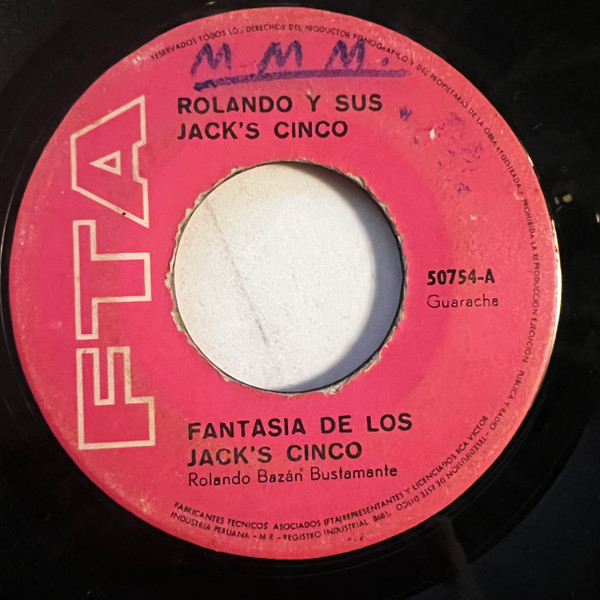 RESERVADOS TODOS LOS DERECHOS DEL PRODUCTOR FONOGRAFICO Y DEL PROPIETARIO DE LA OBRA REGISTRADA. PROHIBIDA LA REPRODUCCION EJECUCION PUBLICA Y RADIO - TELEDIFUSION DE ESTE DISCO
M M M.
ROLANDO Y SUS
JACK'S CINCO
FTA
50754-A
Guaracha
FANTASIA DE LOS
JACK'S CINCO
Rolando Bazán Bustamante
FABRICANTES TECNICOS ASOCIADOS (FTA) REPRESENTANTES Y LICENCIADOS RCA VICTOR
INDUSTRIA PERUANA - M R - REGISTRO INDUSTRIAL